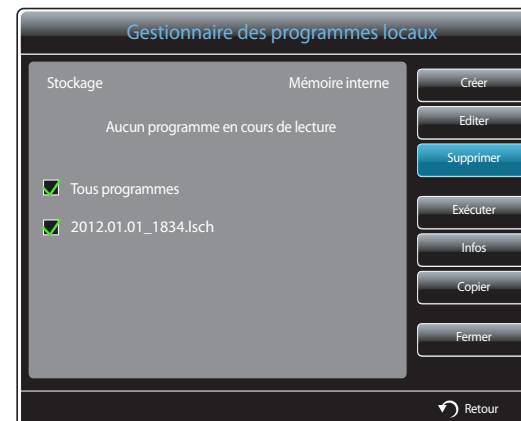 Gestionnaire des programmes locaux
Stockage Mémoire interne
Aucun programme en cours de lecture
Tous programmes
2012.01.01_1834.lsch
Créer
Editer
Supprimer
Exécuter
Infos
Copier
Fermer
Retour